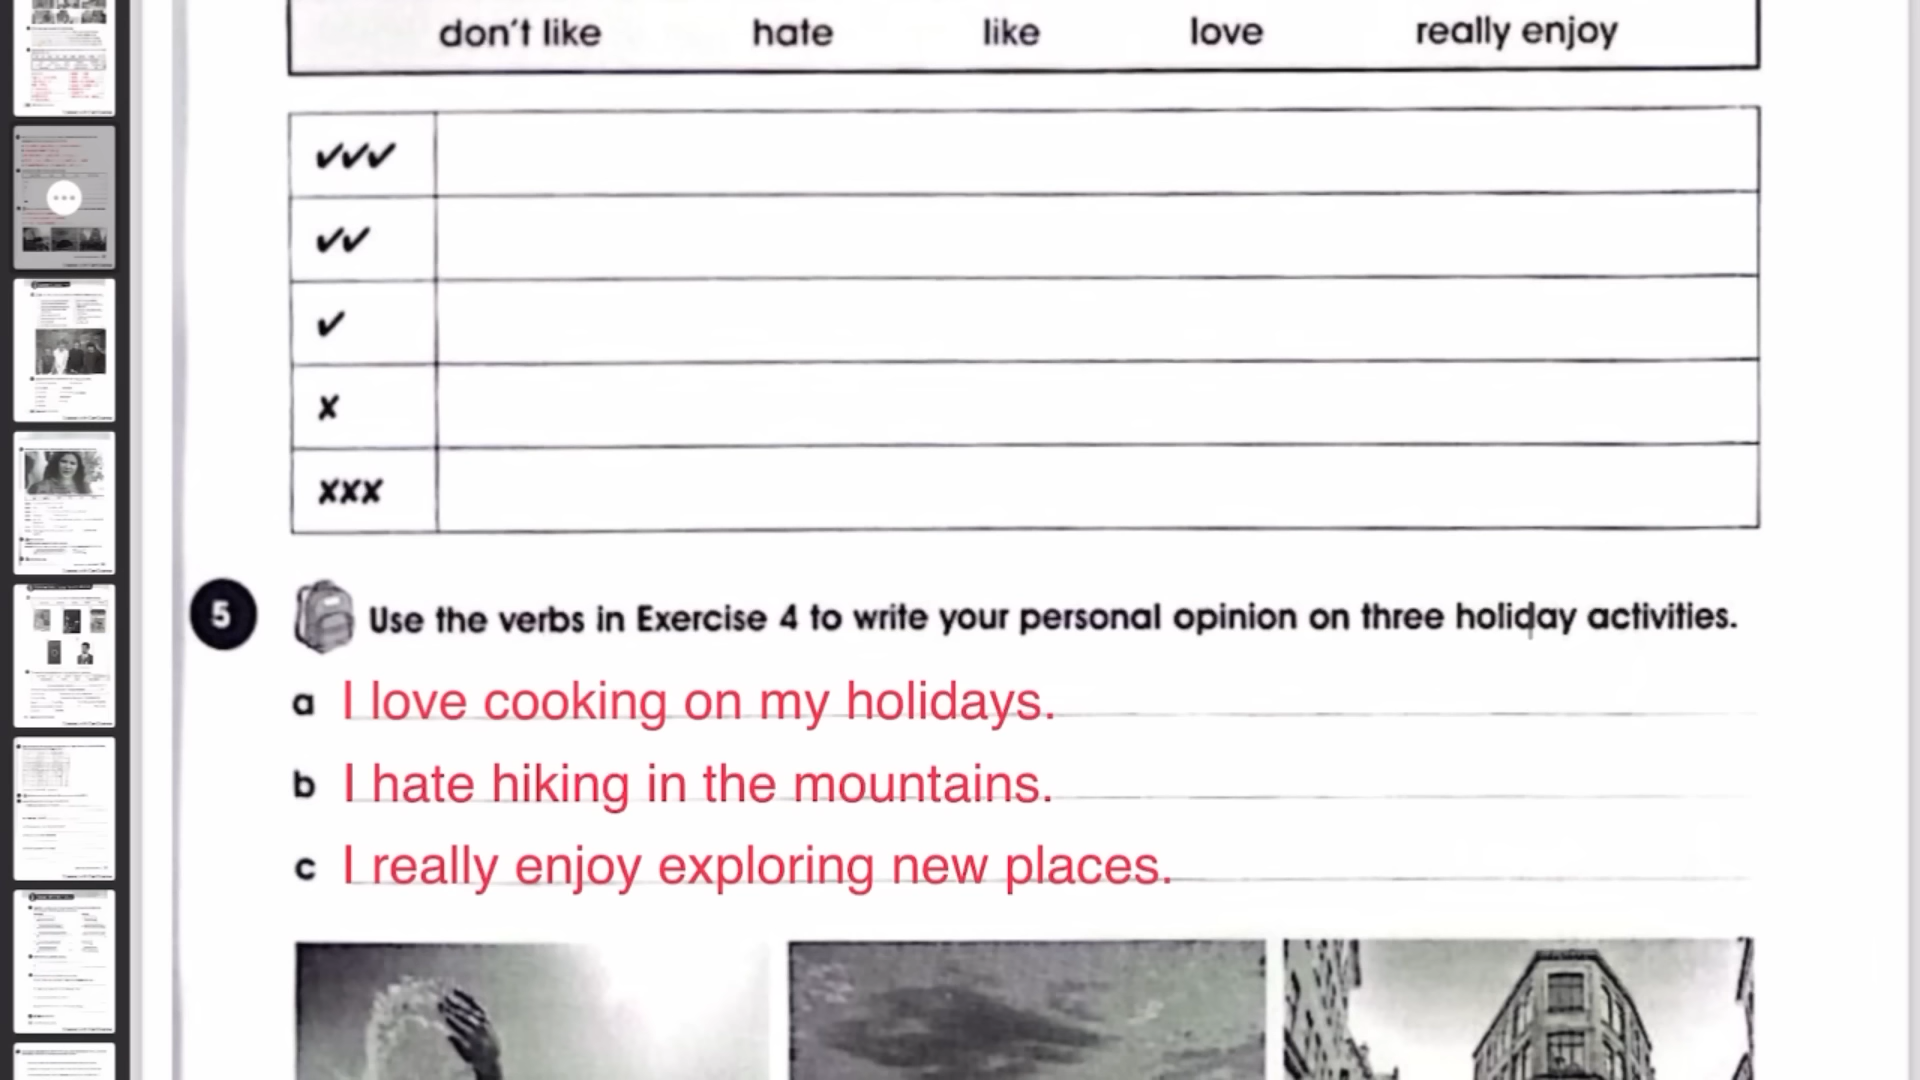 don't like hate like love really enjoy
✓✓✓
✓✓
✓
✗
✗✗✗
5 Use the verbs in Exercise 4 to write your personal opinion on three holiday activities.
a I love cooking on my holidays.
b I hate hiking in the mountains.
c I really enjoy exploring new places.